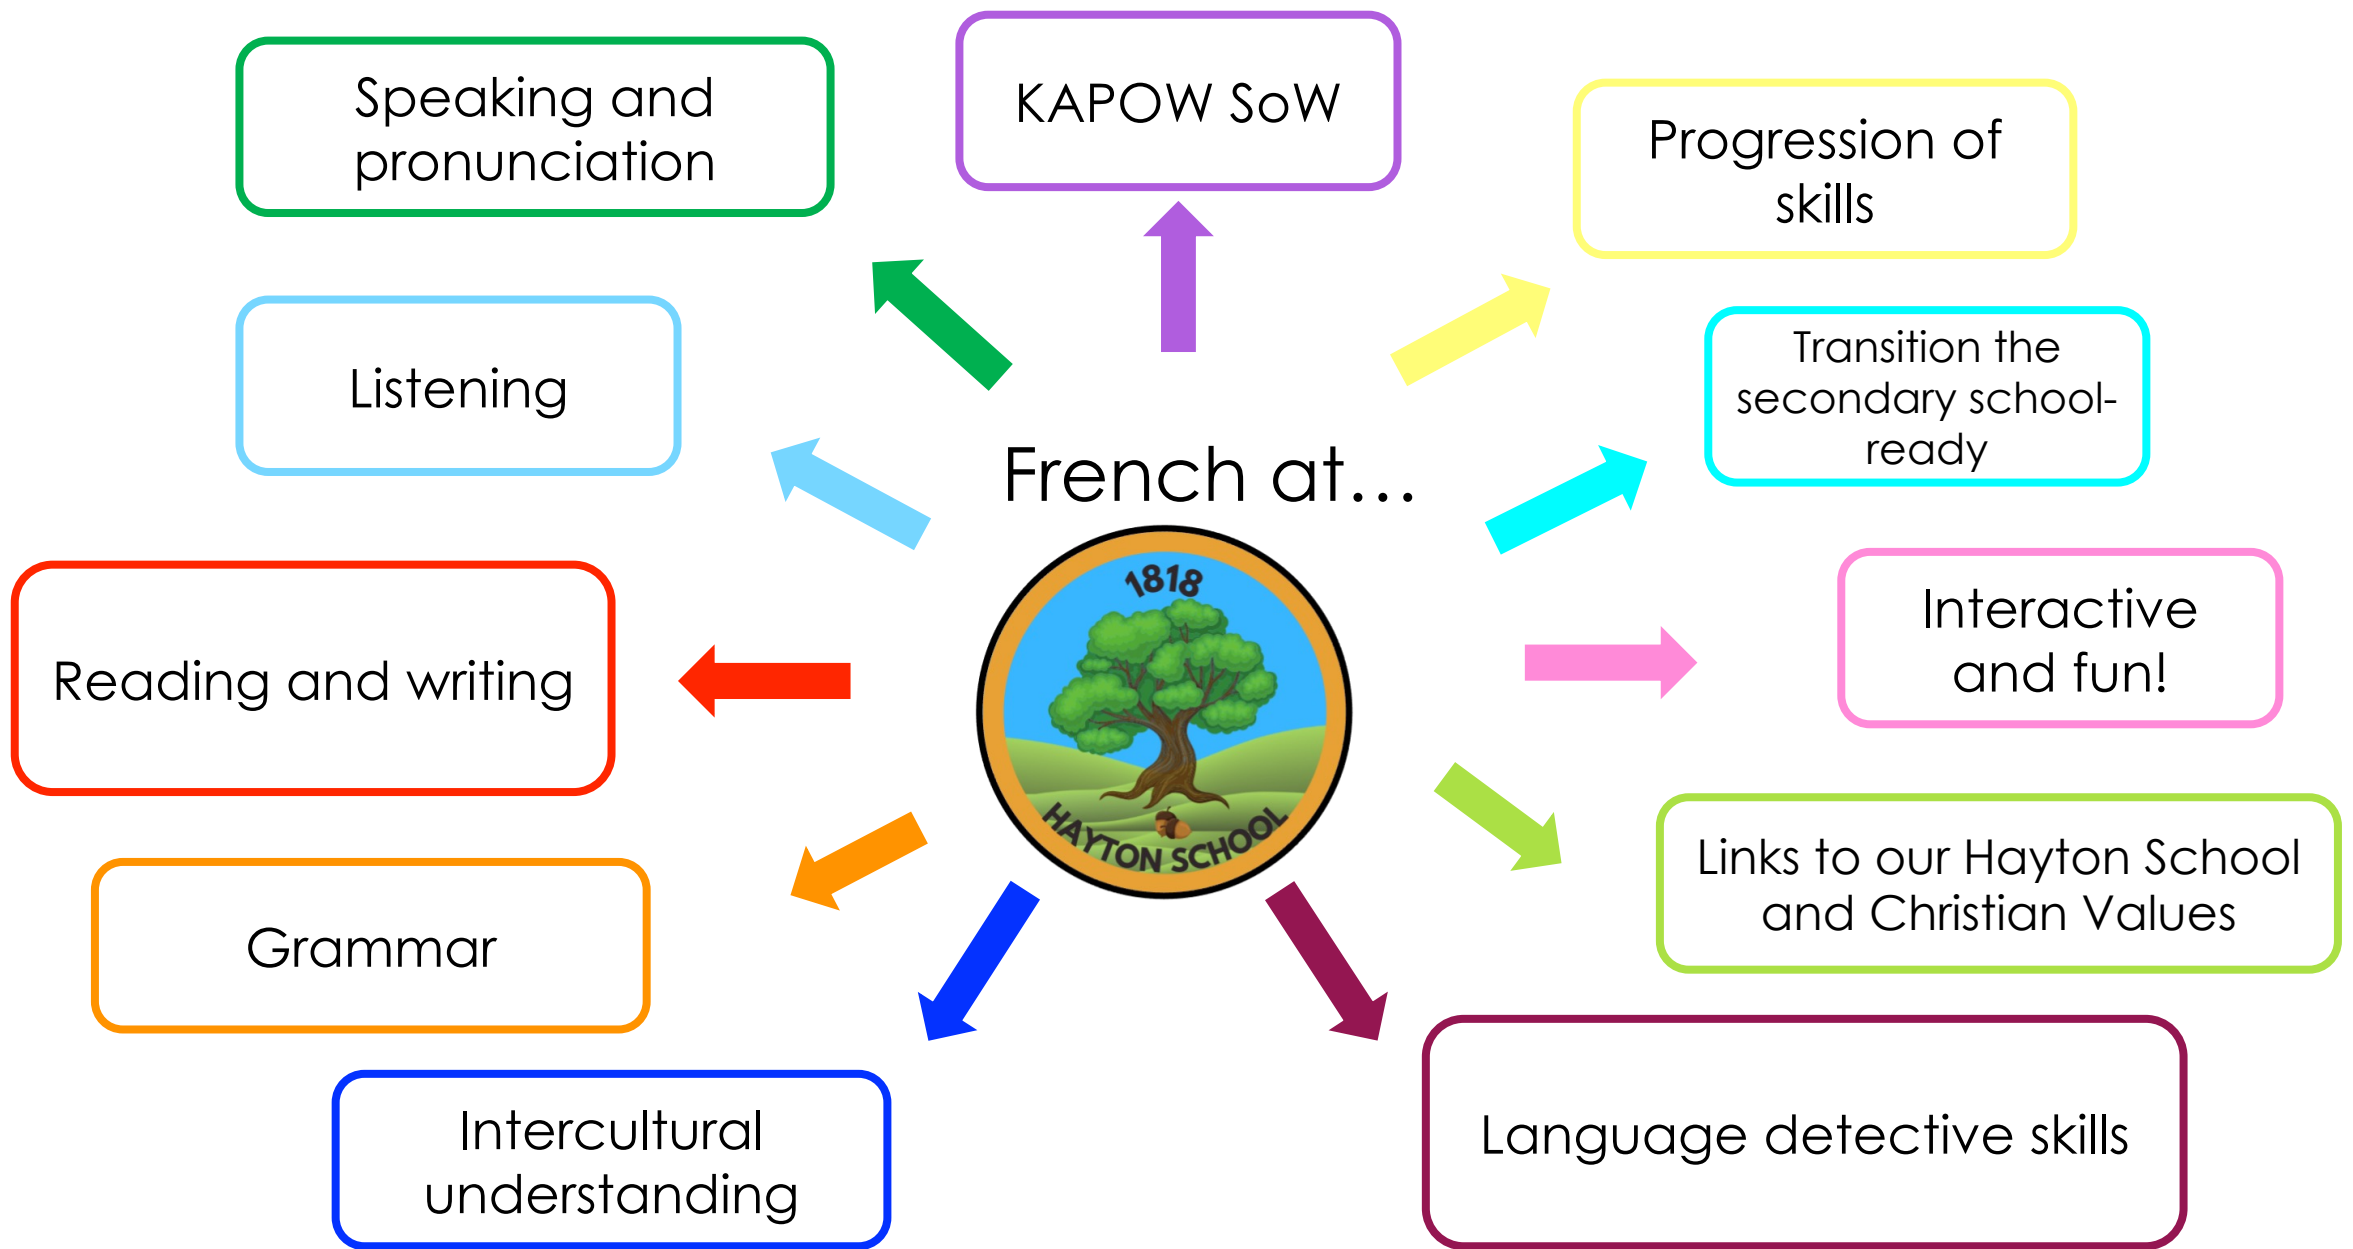 Speaking and
pronunciation
KAPOW SoW
Progression of
skills
Listening
Transition the
secondary school-
ready
French at...
1818
HAYTON SCHOOL
Reading and writing
Interactive
and fun!
Grammar
Links to our Hayton School
and Christian Values
Intercultural
understanding
Language detective skills